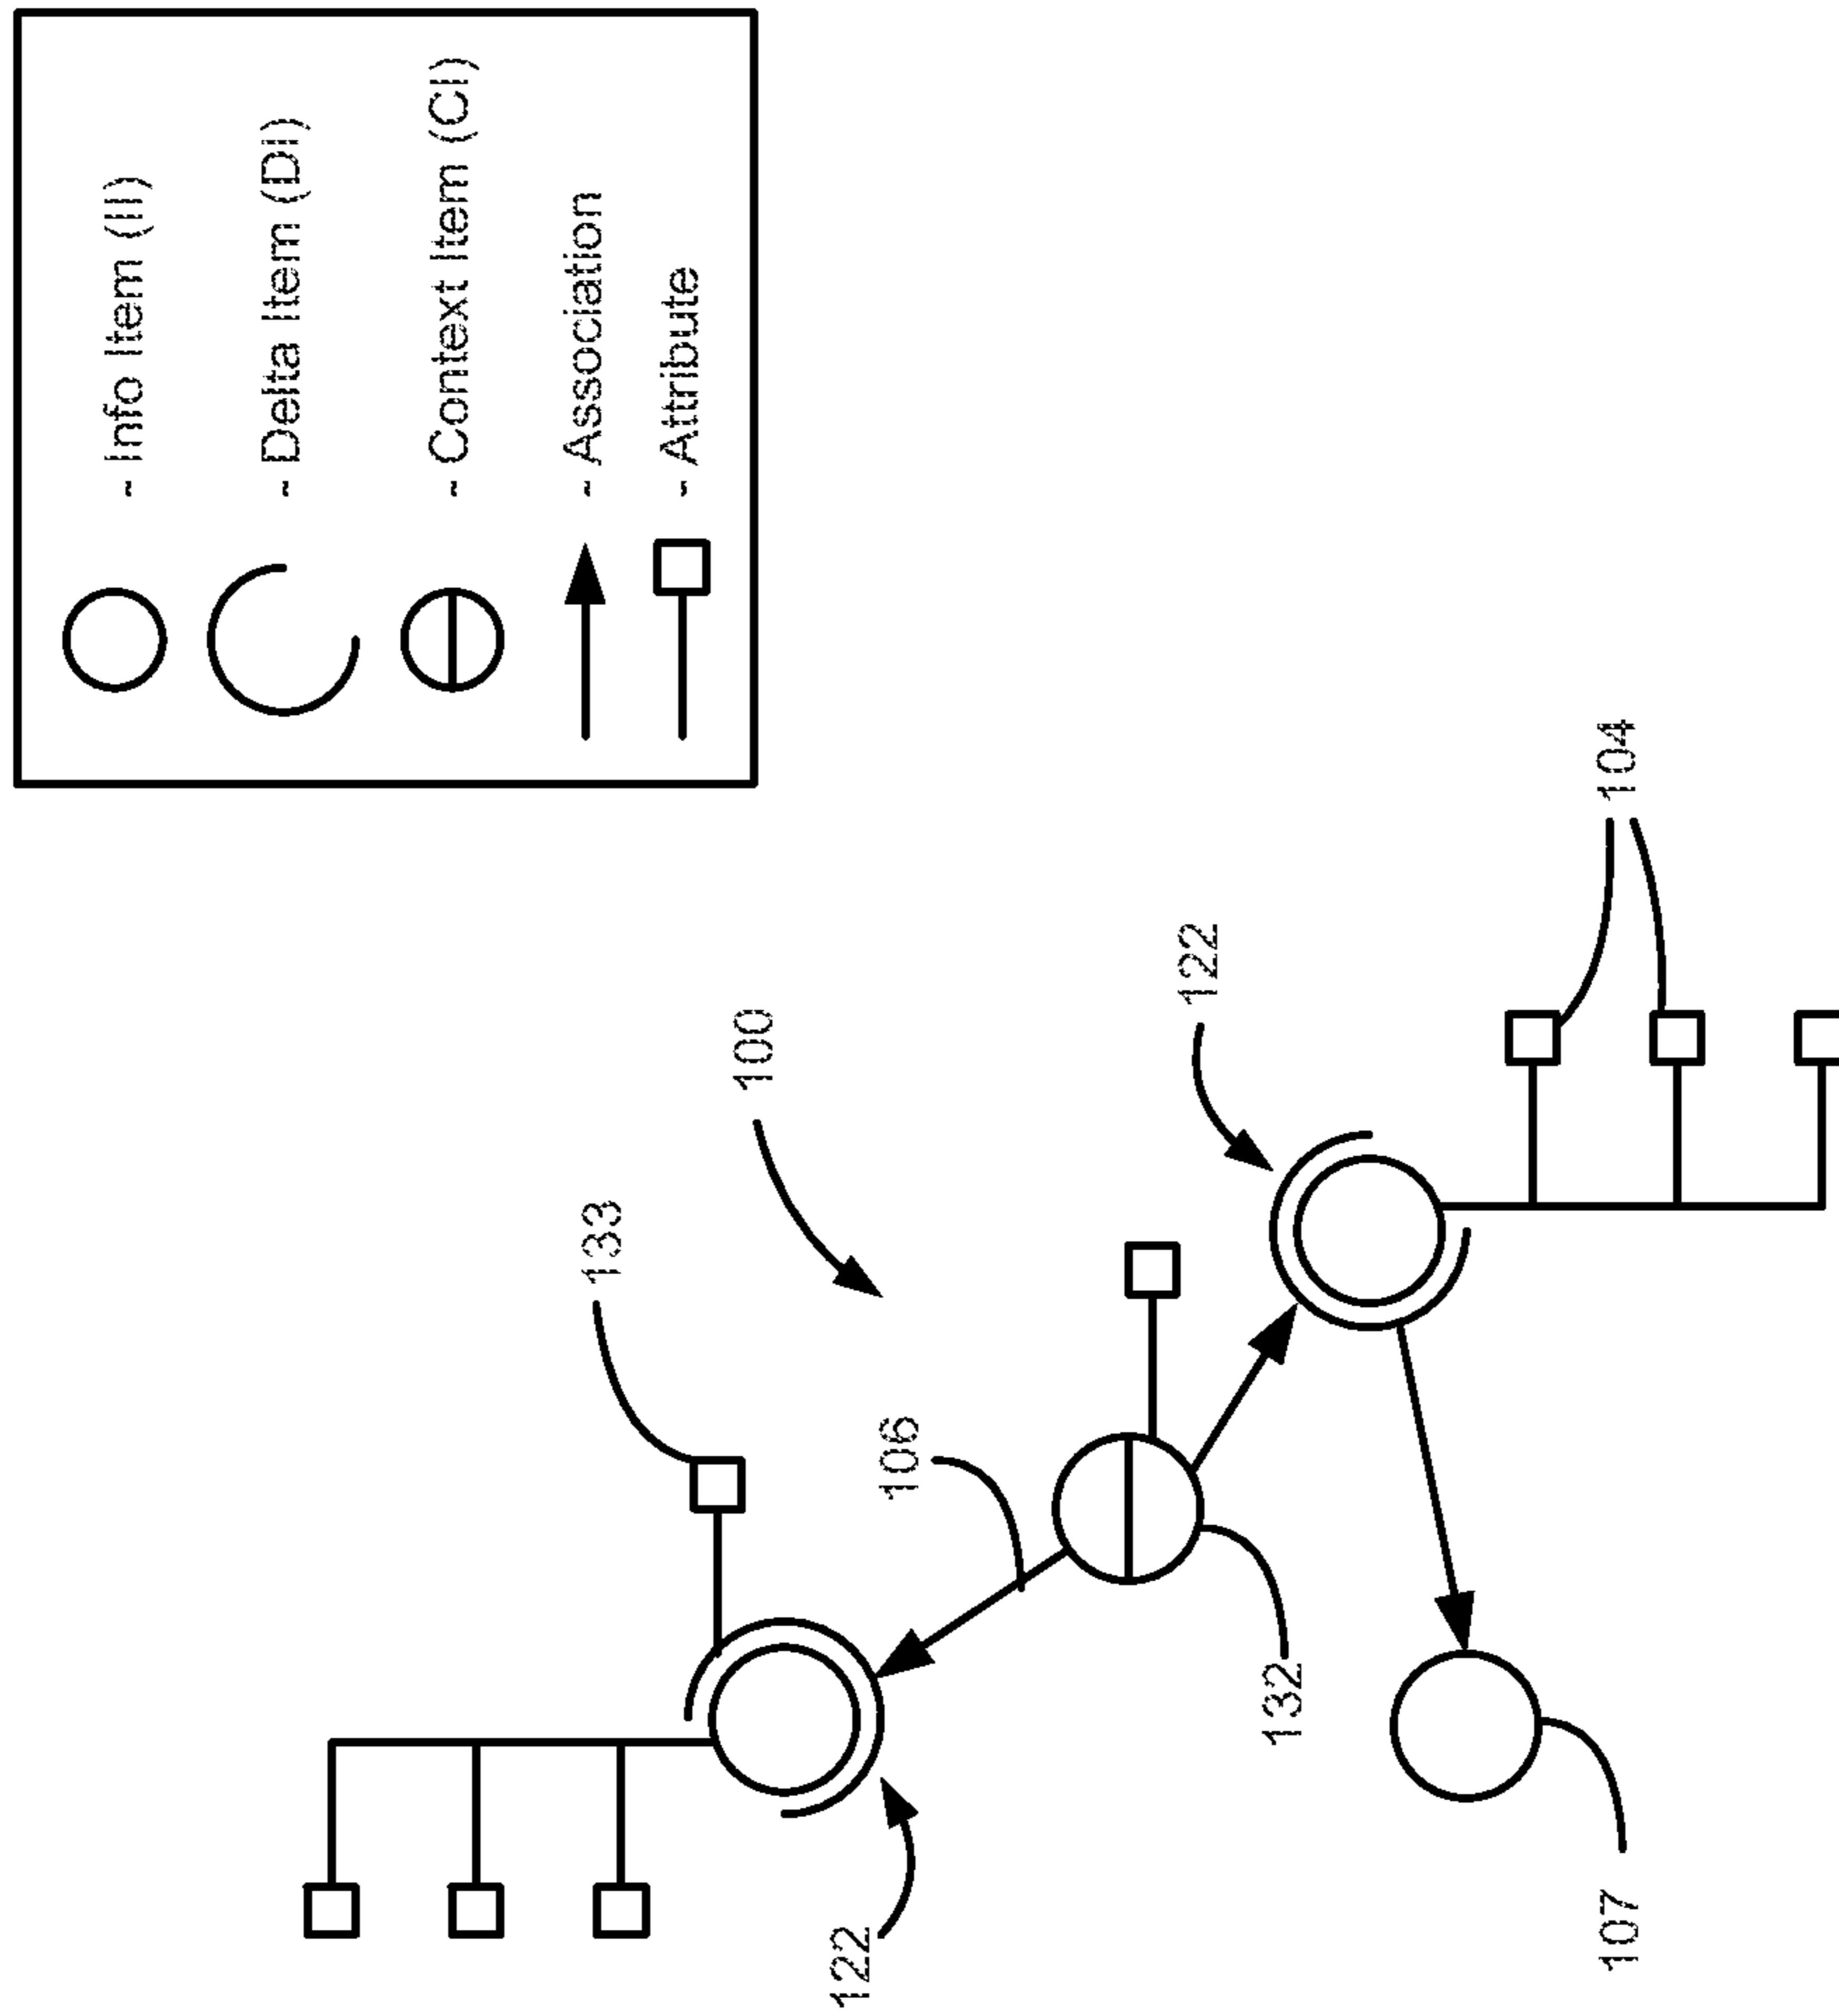 - Info Item (II)
- Delta Item (DI)
- Context Item (CI)
- Association
- Attribute
133
100
122
106
122
132
107
104